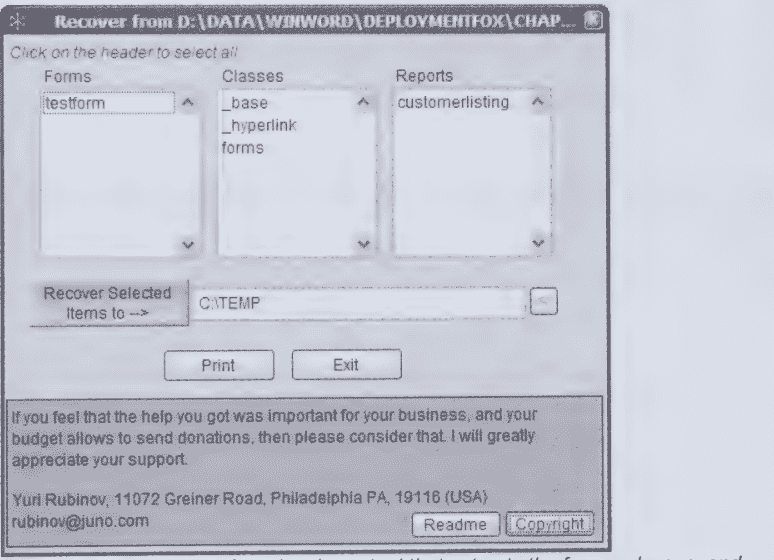 Recover from D:\DATA\WINWORD\DEPLOYMENTFOX\CHAP...
Click on the header to select all
Forms
Classes
Reports
testform
_base
_hyperlink
forms
customerlisting
Recover Selected
Items to -->
C:\TEMP
Print
Exit
If you feel that the help you got was important for your business, and your
budget allows to send donations, then please consider that. I will greatly
appreciate your support.
Yuri Rubinov, 11072 Greiner Road, Philadelphia PA, 19116 (USA)
rubinov@juno.com
Readme
Copyright